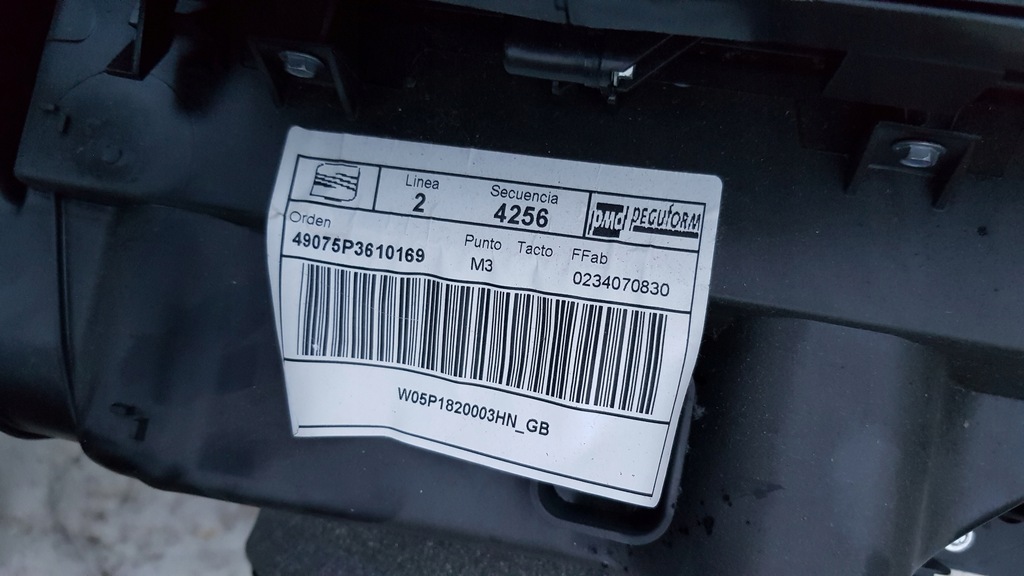 Linea
2
Secuencia
4256
pmd PEGUFORM
Orden
49075P3610169
Punto
M3
Tacto
FFab
0234070830
W05P1820003HN_GB